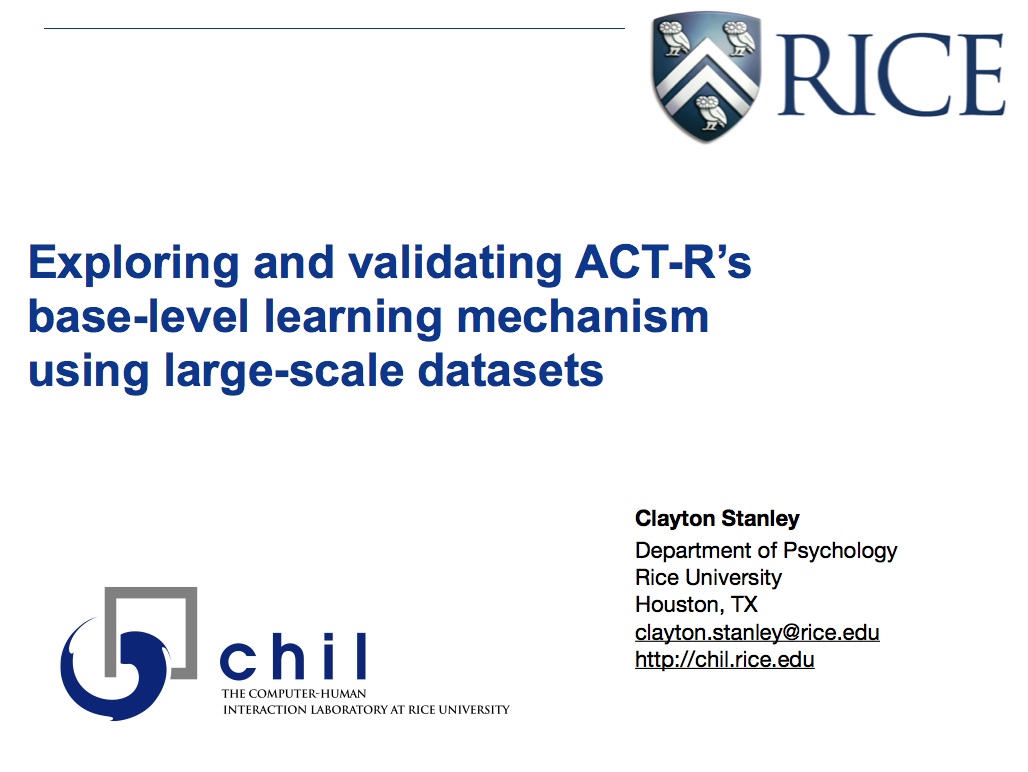 RICE
Exploring and validating ACT-R’s
base-level learning mechanism
using large-scale datasets
Clayton Stanley
Department of Psychology
Rice University
Houston, TX
clayton.stanley@rice.edu
http://chil.rice.edu
chil
THE COMPUTER-HUMAN
INTERACTION LABORATORY AT RICE UNIVERSITY